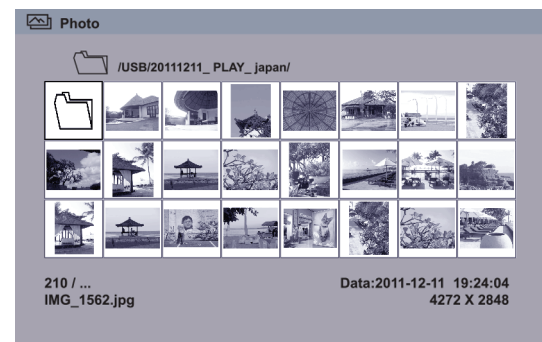 Photo
/USB/20111211_ PLAY_ japan/
210 / ...
Data:2011-12-11 19:24:04
IMG_1562.jpg
4272 X 2848